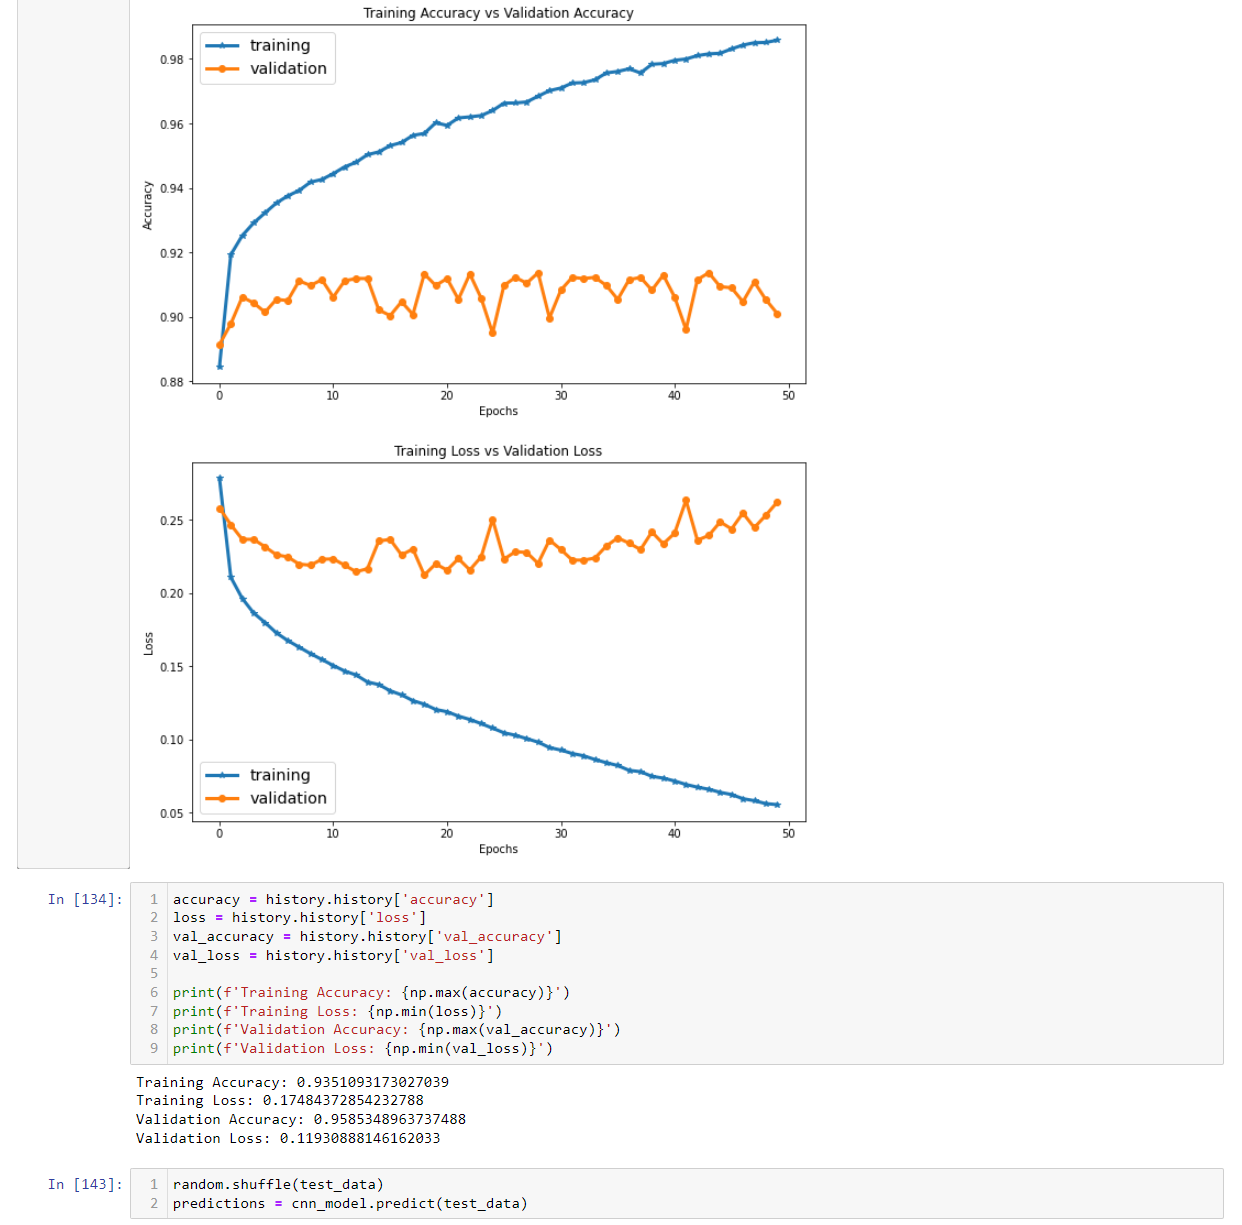 Training Accuracy vs Validation Accuracy
training
validation
0.98
0.96
0.94
0.92
0.90
0.88
Accuracy
0 10 20 30 40 50
Epochs
Training Loss vs Validation Loss
0.25
0.20
0.15
0.10
0.05
Loss
training
validation
0 10 20 30 40 50
Epochs
In [134]:
1 accuracy = history.history['accuracy']
2 loss = history.history['loss']
3 val_accuracy = history.history['val_accuracy']
4 val_loss = history.history['val_loss']
5
6 print(f'Training Accuracy: {np.max(accuracy)}')
7 print(f'Training Loss: {np.min(loss)}')
8 print(f'Validation Accuracy: {np.max(val_accuracy)}')
9 print(f'Validation Loss: {np.min(val_loss)}')
Training Accuracy: 0.9351093173027039
Training Loss: 0.17484372854232788
Validation Accuracy: 0.9585348963737488
Validation Loss: 0.11930888146162033
In [143]:
1 random.shuffle(test_data)
2 predictions = cnn_model.predict(test_data)